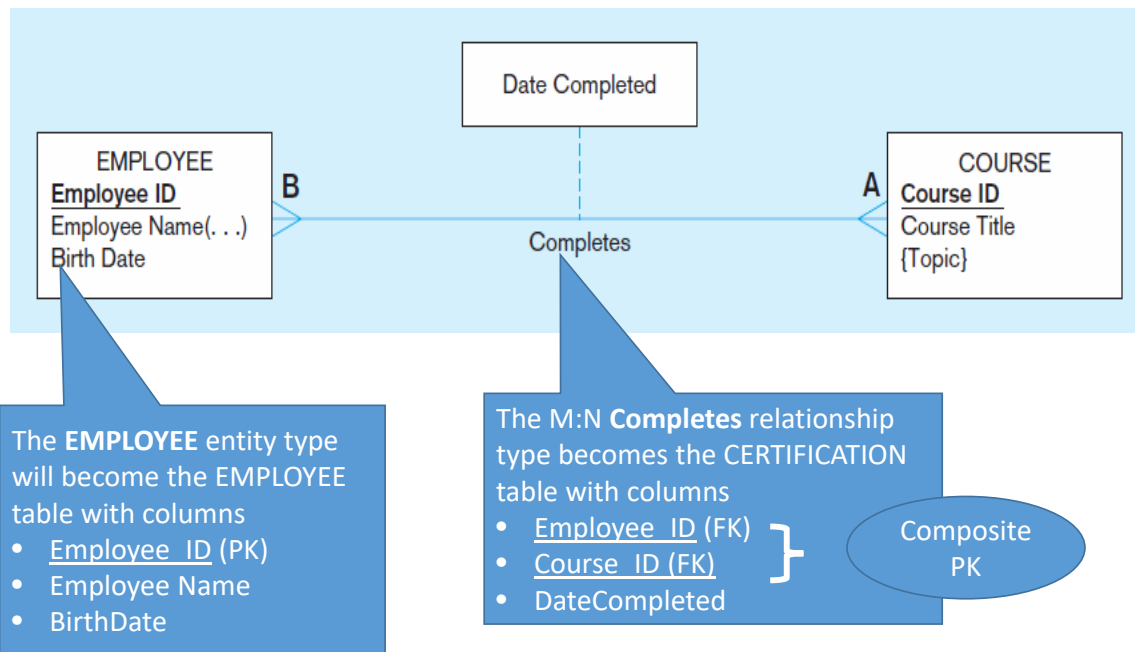 Date Completed
EMPLOYEE
Employee ID
Employee Name(. . .)
Birth Date
B
Completes
A
COURSE
Course ID
Course Title
{Topic}
The EMPLOYEE entity type
will become the EMPLOYEE
table with columns
• Employee_ID (PK)
• Employee Name
• BirthDate
The M:N Completes relationship
type becomes the CERTIFICATION
table with columns
• Employee_ID (FK)
• Course_ID (FK)
• DateCompleted
}
Composite
PK